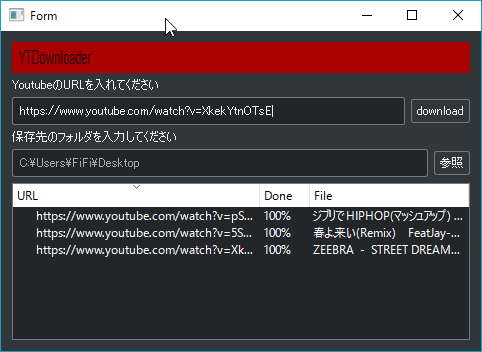 Form
YTDownloader
YoutubeのURLを入れてください
https://www.youtube.com/watch?v=XkekYtnOTsE
download
保存先のフォルダを入力してください
C:¥Users¥FiFi¥Desktop
参照
URL Done File
https://www.youtube.com/watch?v=pS... 100% ジブリでHIPHOP(マッシュアップ) ...
https://www.youtube.com/watch?v=5S... 100% 春よ来い(Remix) FeatJay-...
https://www.youtube.com/watch?v=Xk... 100% ZEEBRA - STREET DREAM...